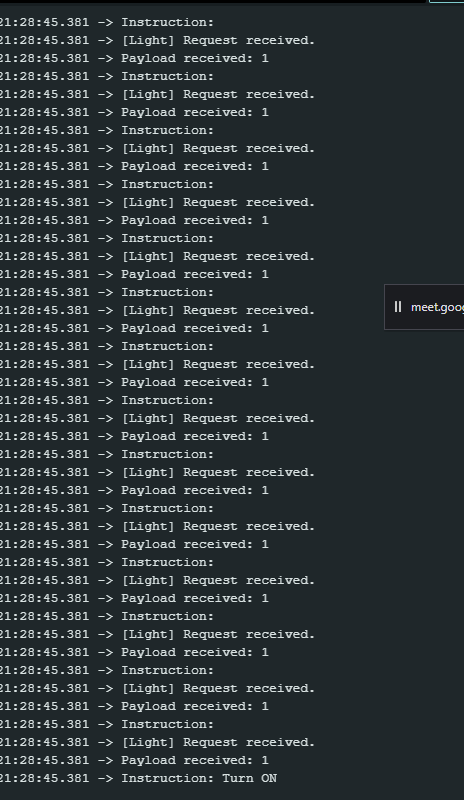 21:28:45.381 -> Instruction:
21:28:45.381 -> [Light] Request received.
21:28:45.381 -> Payload received: 1
21:28:45.381 -> Instruction:
21:28:45.381 -> [Light] Request received.
21:28:45.381 -> Payload received: 1
21:28:45.381 -> Instruction:
21:28:45.381 -> [Light] Request received.
21:28:45.381 -> Payload received: 1
21:28:45.381 -> Instruction:
21:28:45.381 -> [Light] Request received.
21:28:45.381 -> Payload received: 1
21:28:45.381 -> Instruction:
21:28:45.381 -> [Light] Request received.
21:28:45.381 -> Payload received: 1
21:28:45.381 -> Instruction:
21:28:45.381 -> [Light] Request received.
meet.goog
21:28:45.381 -> Payload received: 1
21:28:45.381 -> Instruction:
21:28:45.381 -> [Light] Request received.
21:28:45.381 -> Payload received: 1
21:28:45.381 -> Instruction:
21:28:45.381 -> [Light] Request received.
21:28:45.381 -> Payload received: 1
21:28:45.381 -> Instruction:
21:28:45.381 -> [Light] Request received.
21:28:45.381 -> Payload received: 1
21:28:45.381 -> Instruction:
21:28:45.381 -> [Light] Request received.
21:28:45.381 -> Payload received: 1
21:28:45.381 -> Instruction:
21:28:45.381 -> [Light] Request received.
21:28:45.381 -> Payload received: 1
21:28:45.381 -> Instruction:
21:28:45.381 -> [Light] Request received.
21:28:45.381 -> Payload received: 1
21:28:45.381 -> Instruction:
21:28:45.381 -> [Light] Request received.
21:28:45.381 -> Payload received: 1
21:28:45.381 -> Instruction:
21:28:45.381 -> [Light] Request received.
21:28:45.381 -> Payload received: 1
21:28:45.381 -> Instruction: Turn ON